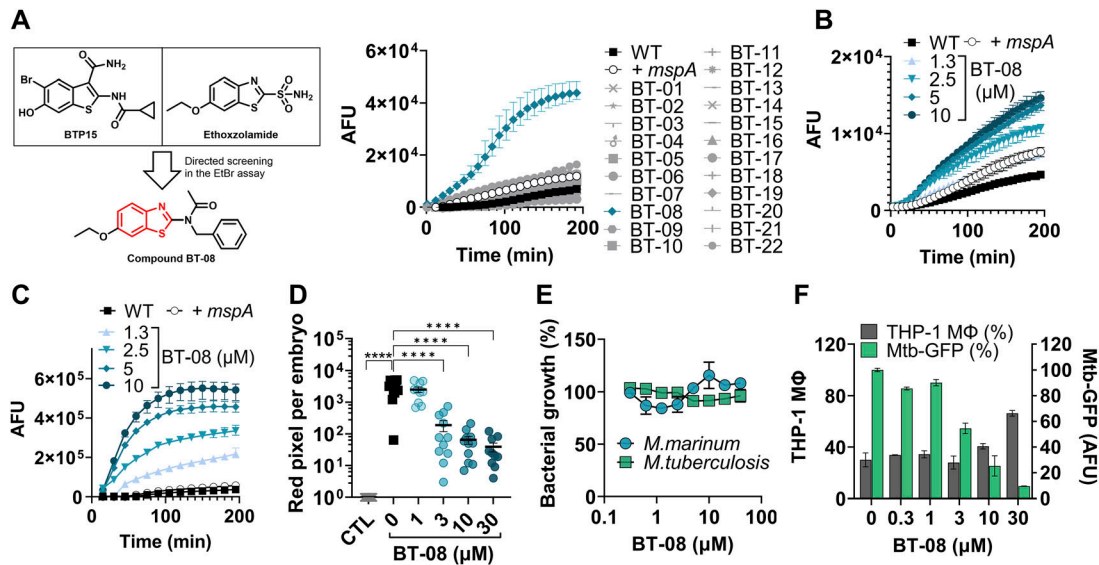 A
Br
O
NH₂
HO
S
NH
O
BTP15
N
O
S
O
S
NH₂
O
Ethoxzolamide
Directed screening
in the EtBr assay
N
O
N
S
O
Compound BT-08
6×10⁴
4×10⁴
2×10⁴
0
AFU
0
100
200
Time (min)
WT
+ mspA
BT-01
BT-02
BT-03
BT-04
BT-05
BT-06
BT-07
BT-08
BT-09
BT-10
BT-11
BT-12
BT-13
BT-14
BT-15
BT-16
BT-17
BT-18
BT-19
BT-20
BT-21
BT-22
B
2×10⁴
1×10⁴
0
AFU
0
100
200
Time (min)
WT
+ mspA
1.3
2.5
5
10
BT-08
(µM)
C
WT
+ mspA
1.3
2.5
5
10
BT-08 (µM)
6×10⁵
4×10⁵
2×10⁵
0
AFU
0
100
200
Time (min)
D
Red pixel per embryo
10⁵
10⁴
10³
10²
10¹
10⁰
****
****
****
****
CTL
0
1
3
10
30
BT-08 (µM)
E
Bacterial growth (%)
150
100
50
0
0.1
1
10
BT-08 (µM)
M.marinum
M.tuberculosis
F
THP-1 MΦ (%)
Mtb-GFP (%)
THP-1 MΦ
120
80
40
0
120
100
80
60
40
20
0
Mtb-GFP (AFU)
0
0.3
1
3
10
30
BT-08 (µM)